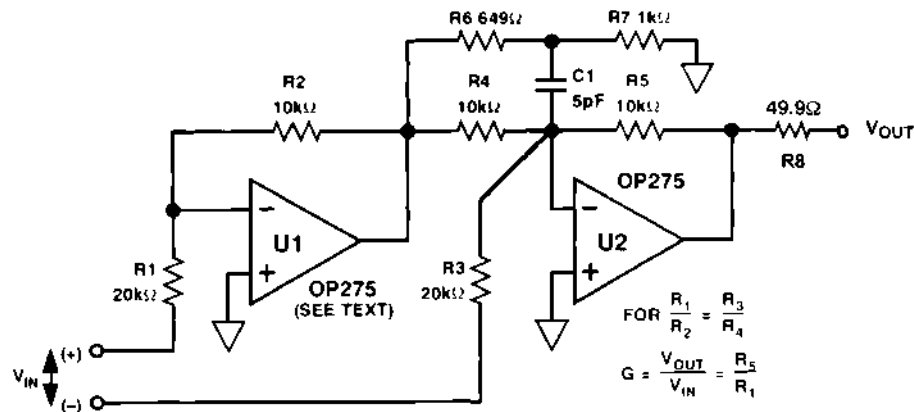 R6 649Ω
R7 1kΩ
R2
10kΩ
R4
10kΩ
C1
5pF
R5
10kΩ
49.9Ω
R8
VOUT
OP275
−
U1
+
−
U2
+
R1
20kΩ
R3
20kΩ
OP275
(SEE TEXT)
FOR R1/R2 = R3/R4
G = VOUT/VIN = R5/R1
(+)
VIN
(−)